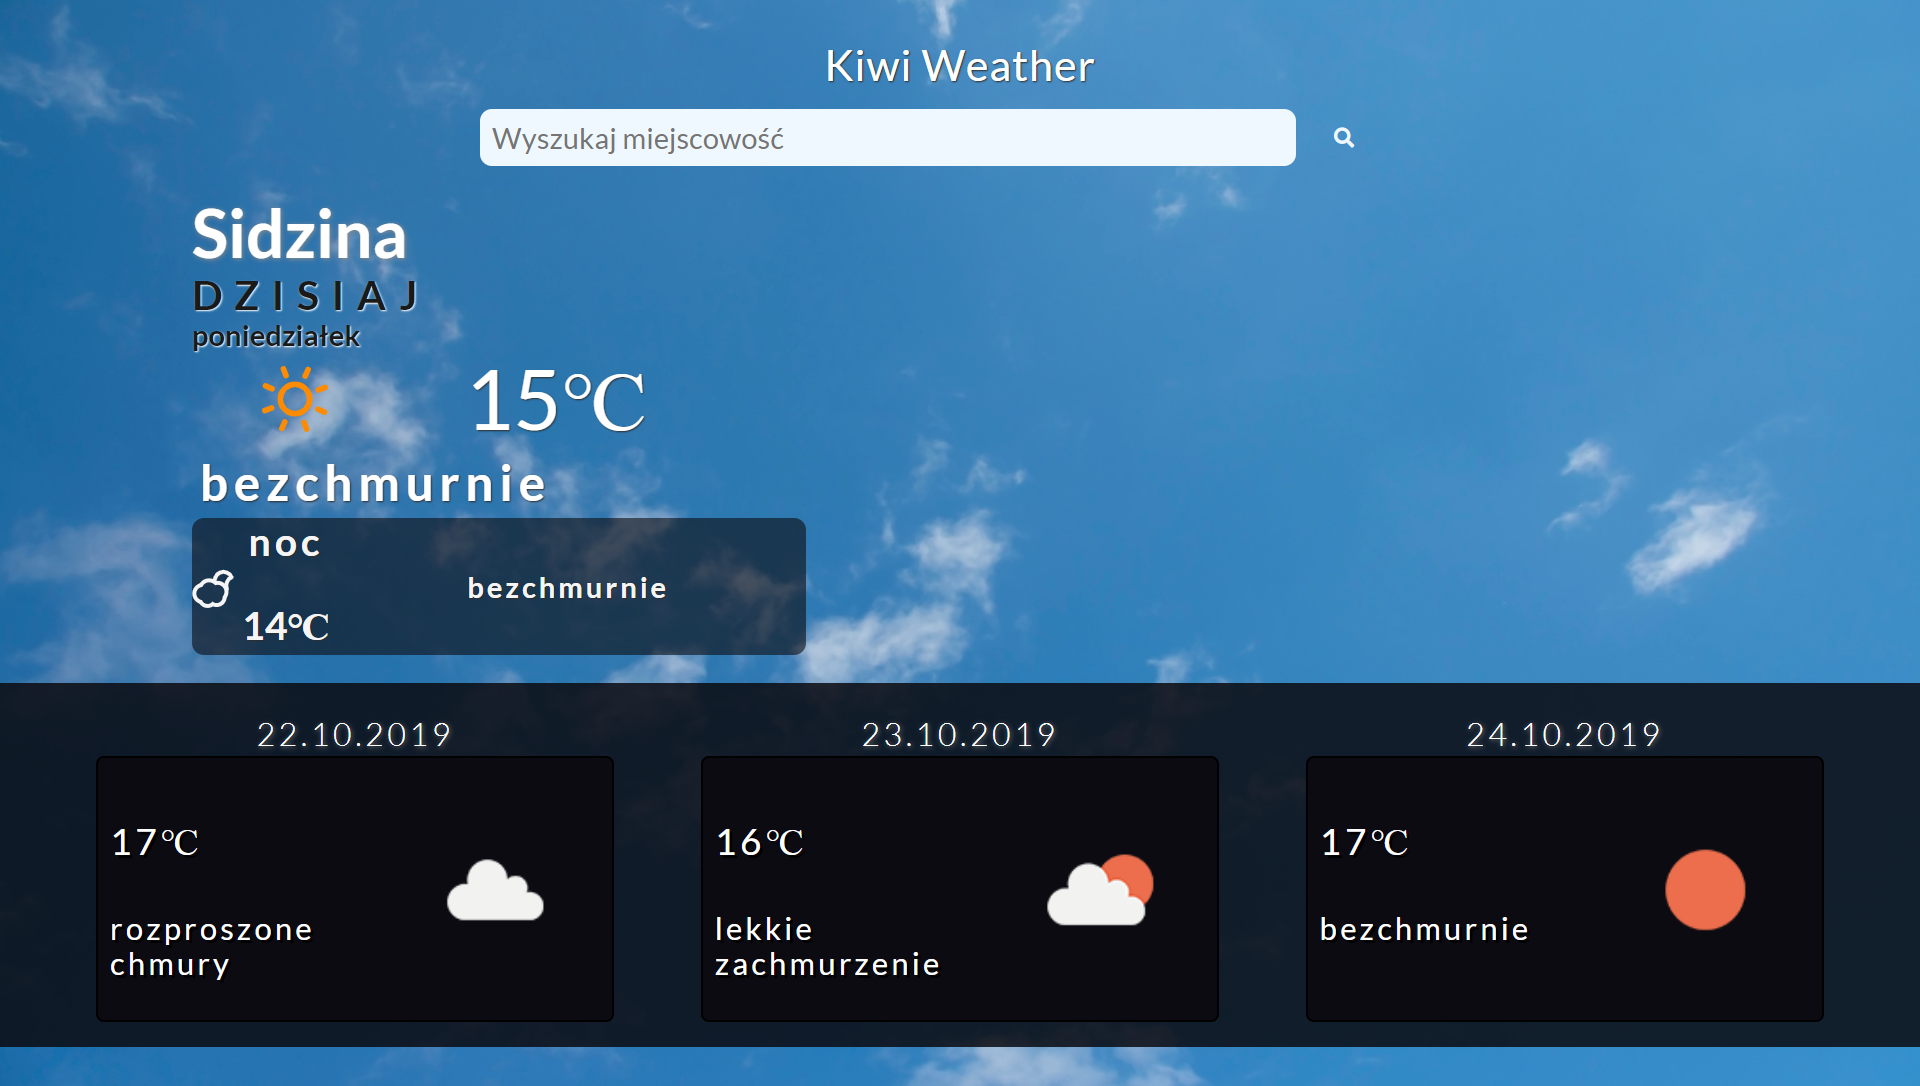 Kiwi Weather
Wyszukaj miejscowość
Sidzina
DZISIAJ
poniedziałek
15℃
bezchmurnie
noc
bezchmurnie
14℃
22.10.2019
17℃
rozproszone
chmury
23.10.2019
16℃
lekkie
zachmurzenie
24.10.2019
17℃
bezchmurnie